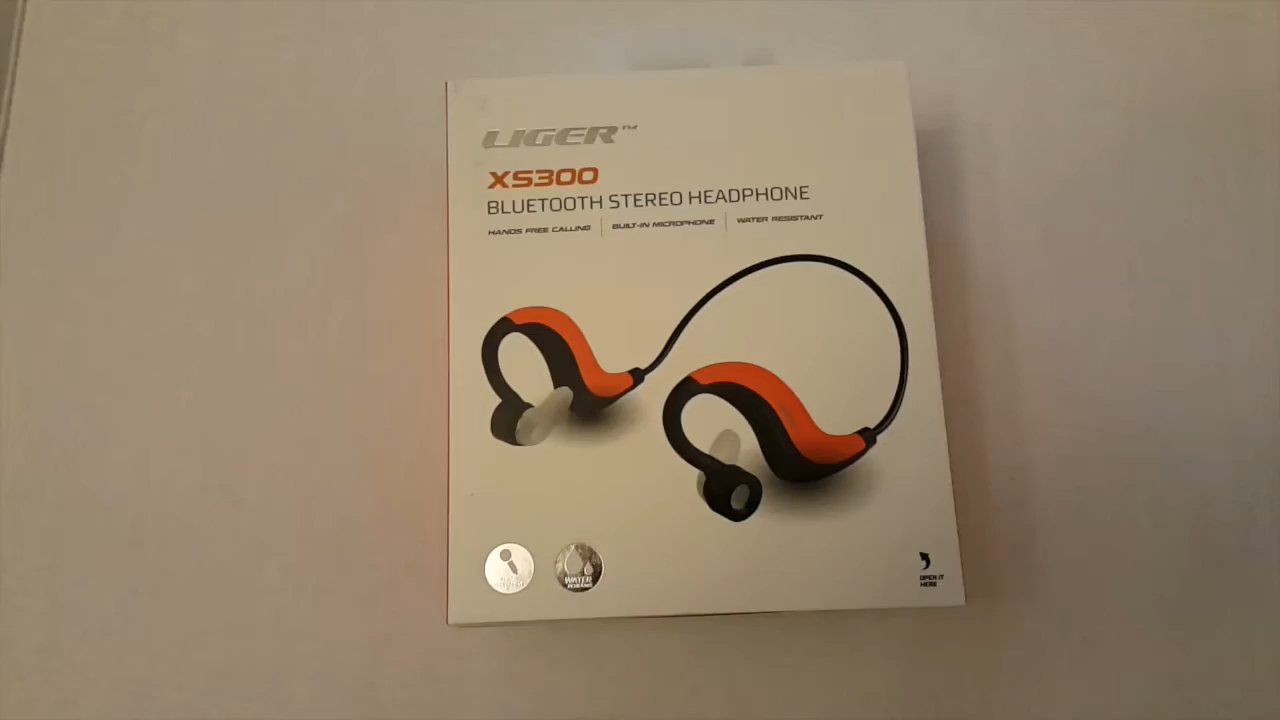 LIGER™
XS300
BLUETOOTH STEREO HEADPHONE
HANDS FREE CALLING | BUILT-IN MICROPHONE | WATER RESISTANT
WATER
OPEN IT
HERE